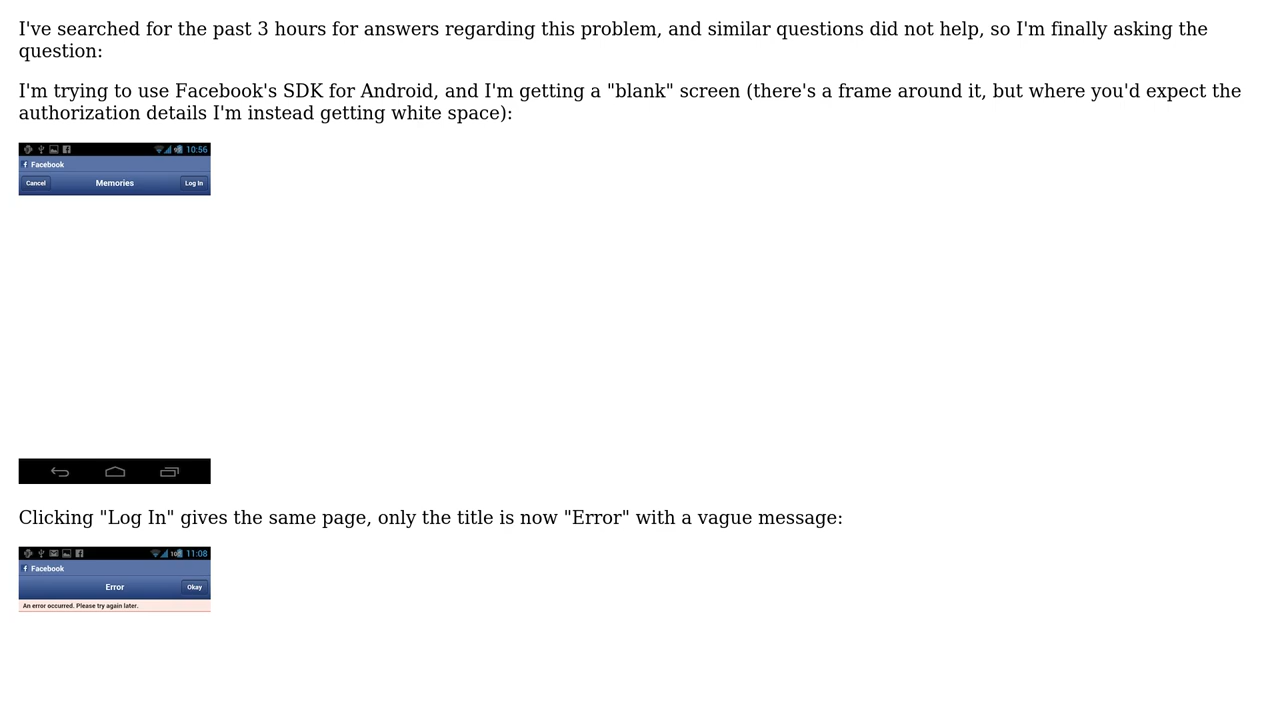 I've searched for the past 3 hours for answers regarding this problem, and similar questions did not help, so I'm finally asking the
question:
I'm trying to use Facebook's SDK for Android, and I'm getting a "blank" screen (there's a frame around it, but where you'd expect the
authorization details I'm instead getting white space):
10:56
Facebook
Cancel Memories Log In
Clicking "Log In" gives the same page, only the title is now "Error" with a vague message:
11:08
Facebook
Error Okay
An error occurred. Please try again later.